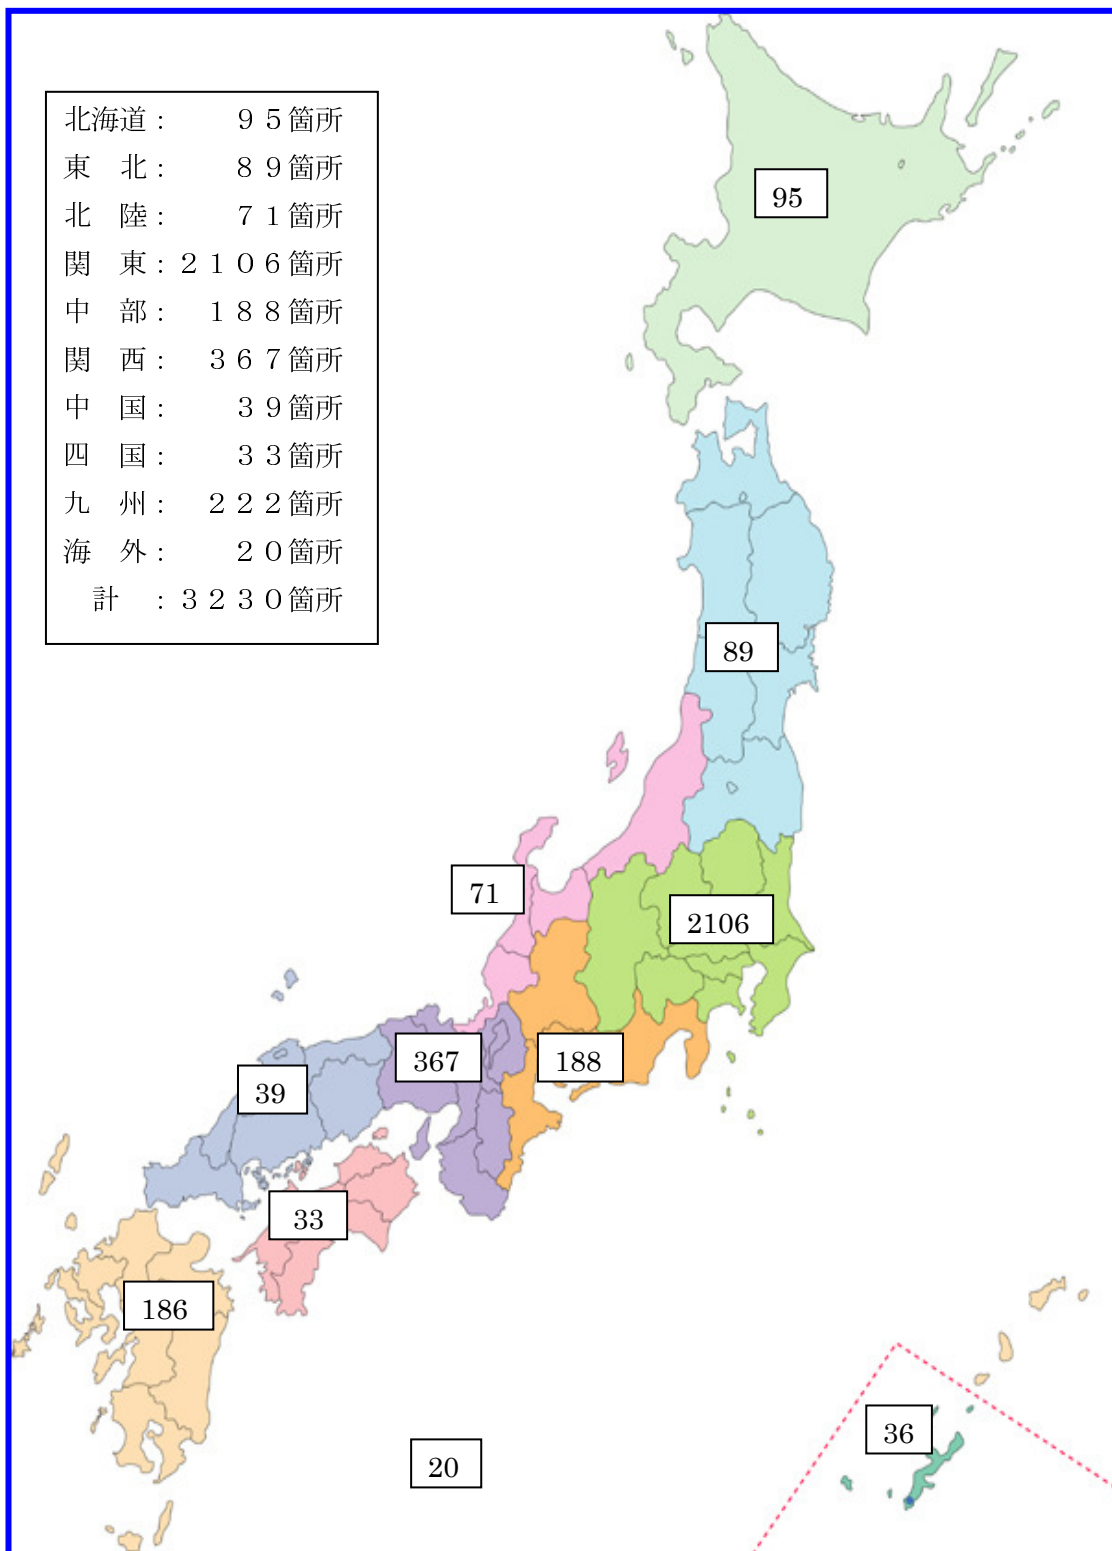 北海道： ９５箇所
東　北： ８９箇所
北　陸： ７１箇所
関　東：２１０６箇所
中　部： １８８箇所
関　西： ３６７箇所
中　国： ３９箇所
四　国： ３３箇所
九　州： ２２２箇所
海　外： ２０箇所
計　：３２３０箇所
95
89
71
2106
367
188
39
33
186
36
20